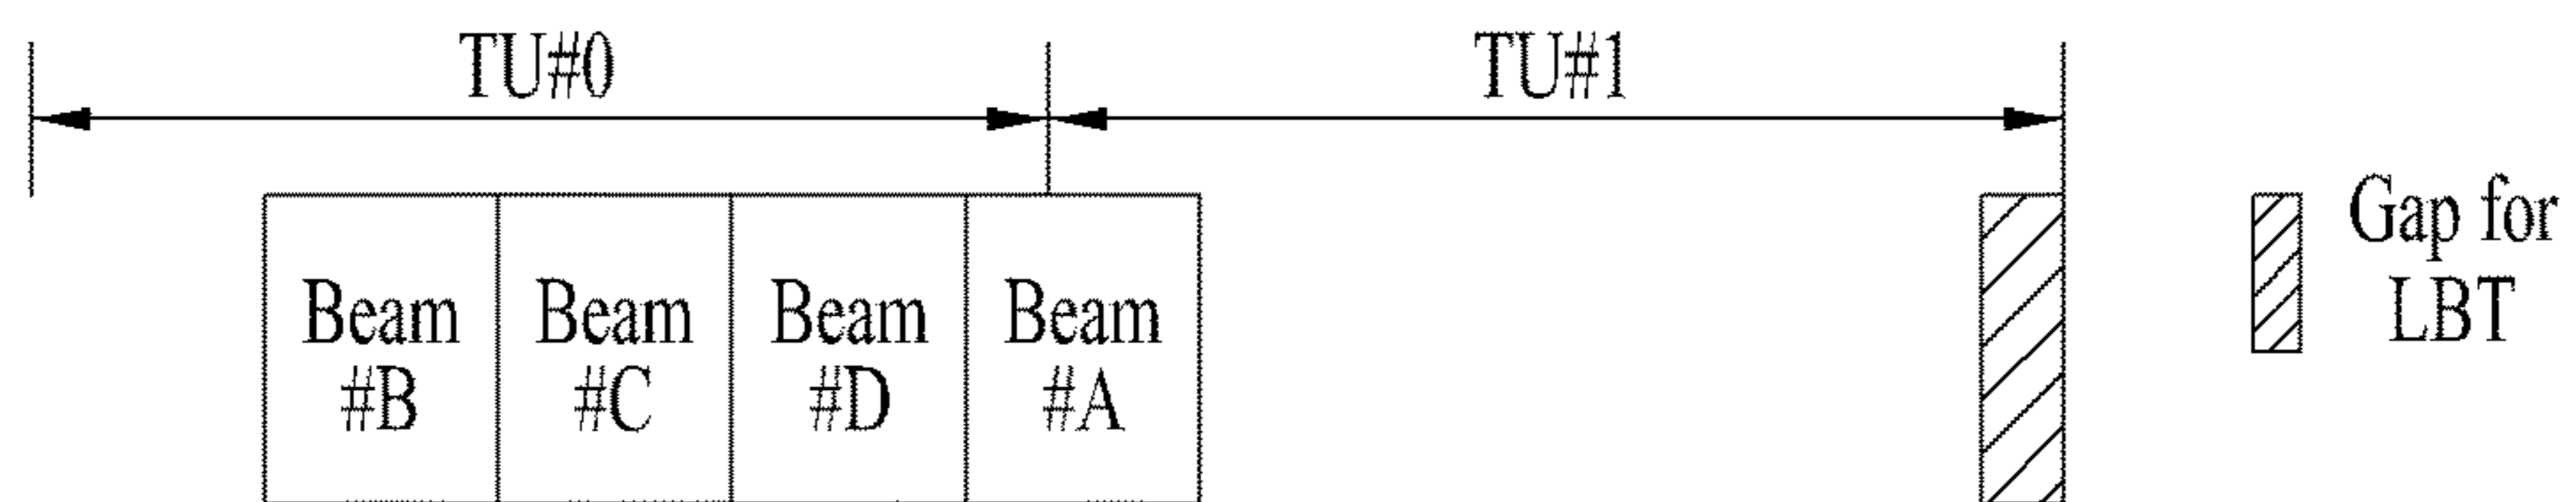 TU#0
TU#1
Beam
#B
Beam
#C
Beam
#D
Beam
#A
Gap for
LBT